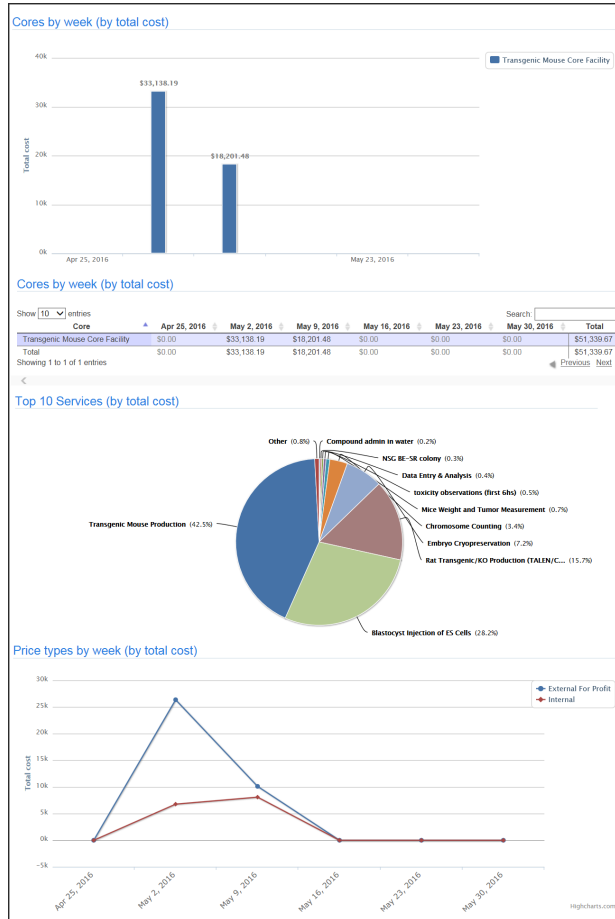 Cores by week (by total cost)
40k
Transgenic Mouse Core Facility
$33,138.19
30k
Total cost
20k
$18,201.48
10k
0k
Apr 25, 2016 May 23, 2016
Cores by week (by total cost)
Show 10 entries Search:
Core Apr 25, 2016 May 2, 2016 May 9, 2016 May 16, 2016 May 23, 2016 May 30, 2016 Total
Transgenic Mouse Core Facility $0.00 $33,138.19 $18,201.48 $0.00 $0.00 $0.00 $51,339.67
Total $0.00 $33,138.19 $18,201.48 $0.00 $0.00 $0.00 $51,339.67
Showing 1 to 1 of 1 entries Previous Next
Top 10 Services (by total cost)
Other (0.8%) Compound admin in water (0.2%)
NSG BE-SR colony (0.3%)
Data Entry & Analysis (0.4%)
toxicity observations (first 6hs) (0.5%)
Mice Weight and Tumor Measurement (0.7%)
Transgenic Mouse Production (42.5%) Chromosome Counting (3.4%)
Embryo Cryopreservation (7.2%)
Rat Transgenic/KO Production (TALEN/C... (15.7%)
Blastocyst Injection of ES Cells (28.2%)
Price types by week (by total cost)
30k
External For Profit
Internal
25k
20k
15k
Total cost
10k
5k
0k
-5k
Apr 25, 2016 May 2, 2016 May 9, 2016 May 16, 2016 May 23, 2016 May 30, 2016
Highcharts.com